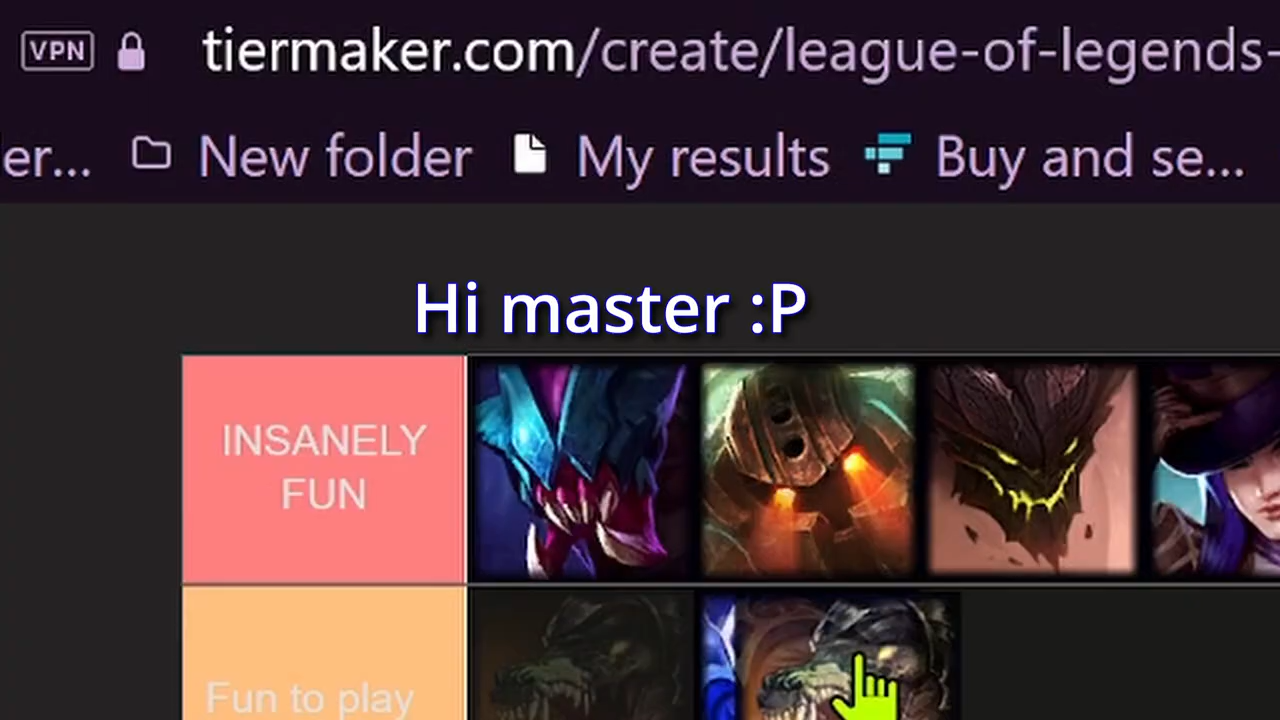 VPN tiermaker.com/create/league-of-legends-
er... New folder My results Buy and se...
Hi master :P
INSANELY
FUN
Fun to play